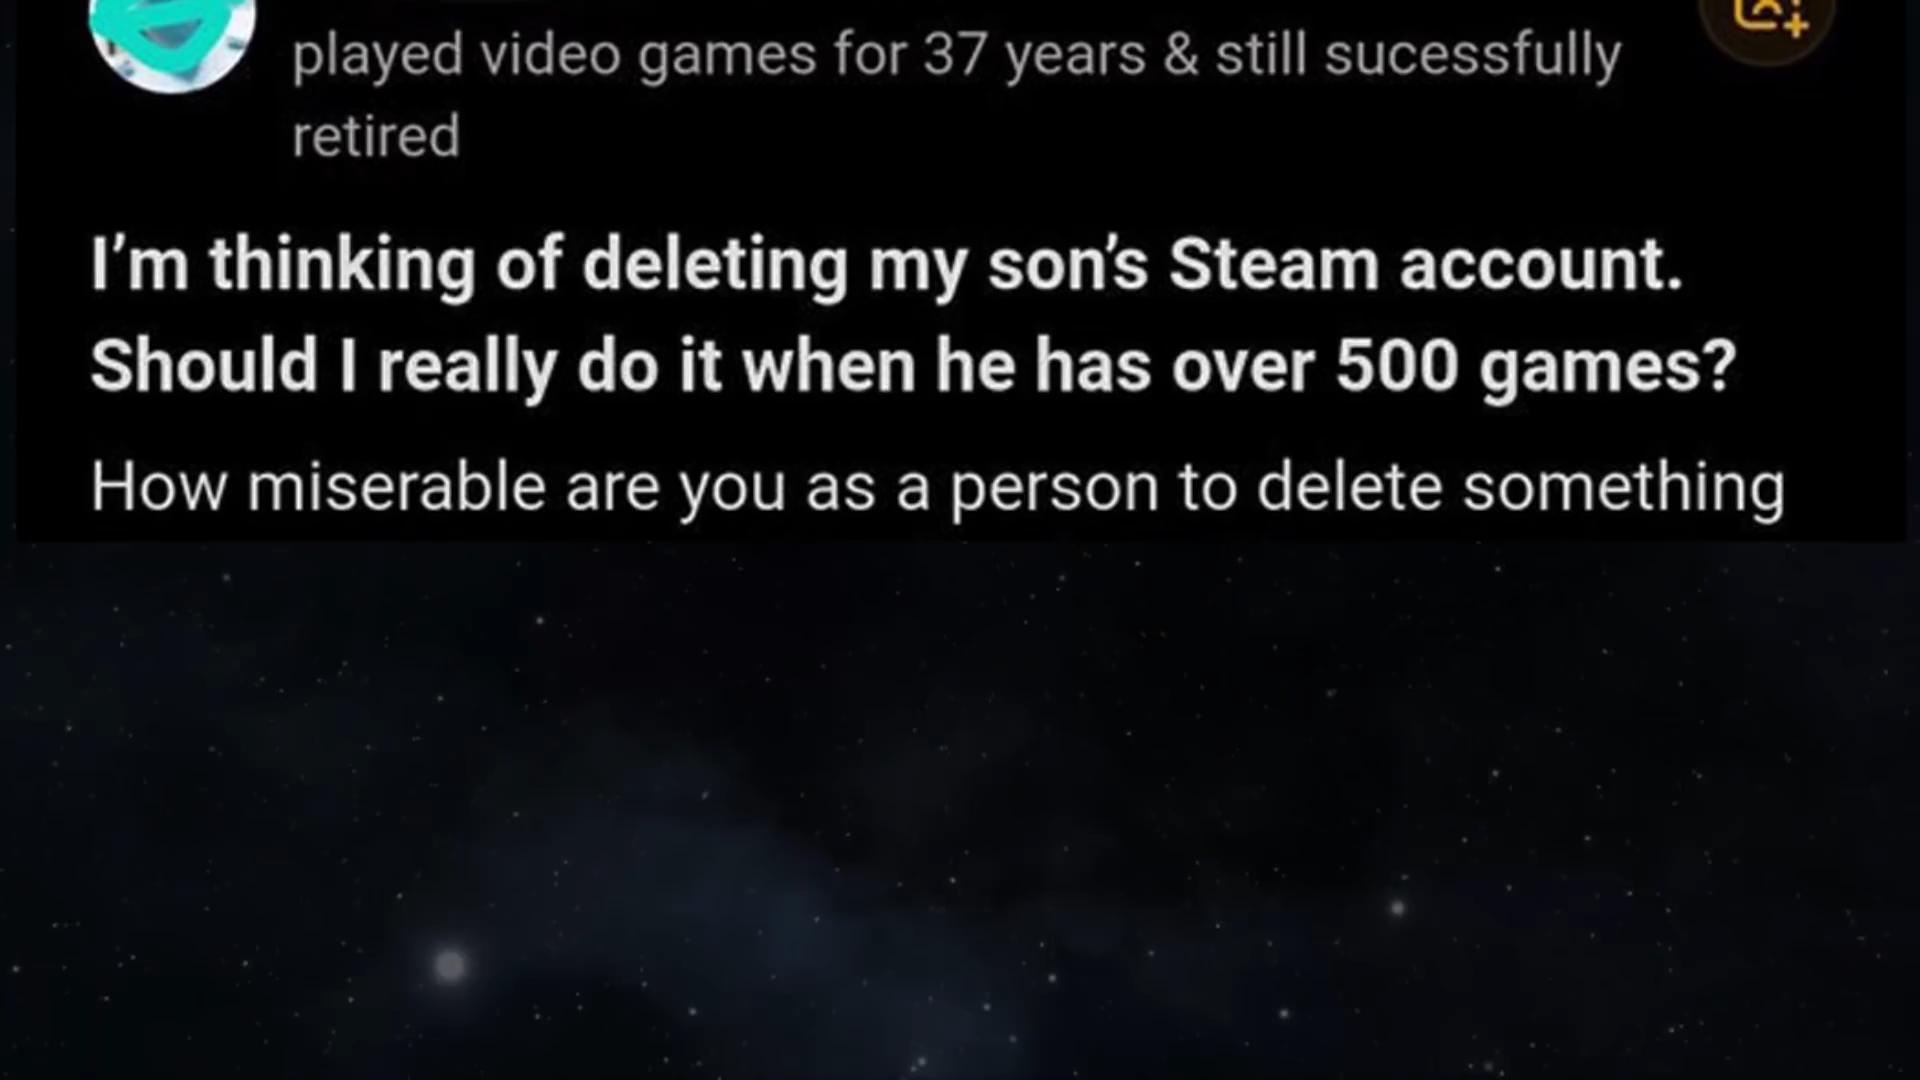 played video games for 37 years & still sucessfully
retired
I’m thinking of deleting my son’s Steam account.
Should I really do it when he has over 500 games?
How miserable are you as a person to delete something